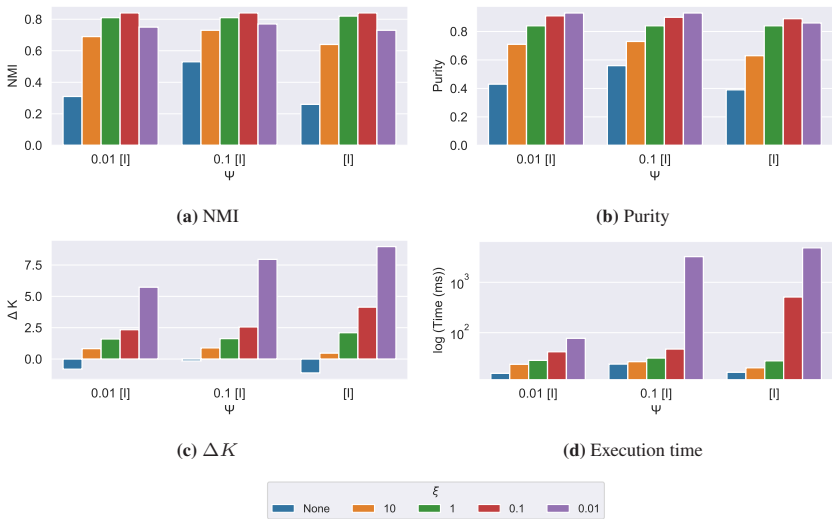 0.8
0.6
0.4
0.2
0.0
NMI
0.01 [I]
0.1 [I]
[I]
Ψ
(a) NMI
0.8
0.6
0.4
0.2
0.0
Purity
0.01 [I]
0.1 [I]
[I]
Ψ
(b) Purity
7.5
5.0
2.5
0.0
Δ K
0.01 [I]
0.1 [I]
[I]
Ψ
(c) ΔK
10³
10²
log (Time (ms))
0.01 [I]
0.1 [I]
[I]
Ψ
(d) Execution time
ξ
None 10 1 0.1 0.01